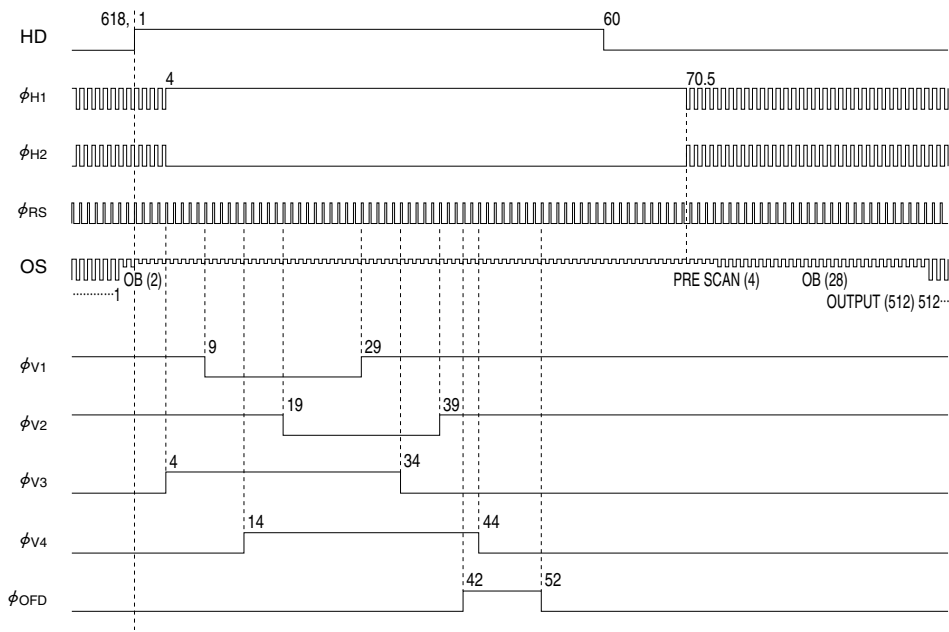 618, 1 60
HD
4 70.5
ϕH1
ϕH2
ϕRS
OS
OB (2) PRE SCAN (4) OB (28)
············1 OUTPUT (512) 512···
9 29
ϕV1
19 39
ϕV2
4 34
ϕV3
14 44
ϕV4
42 52
ϕOFD